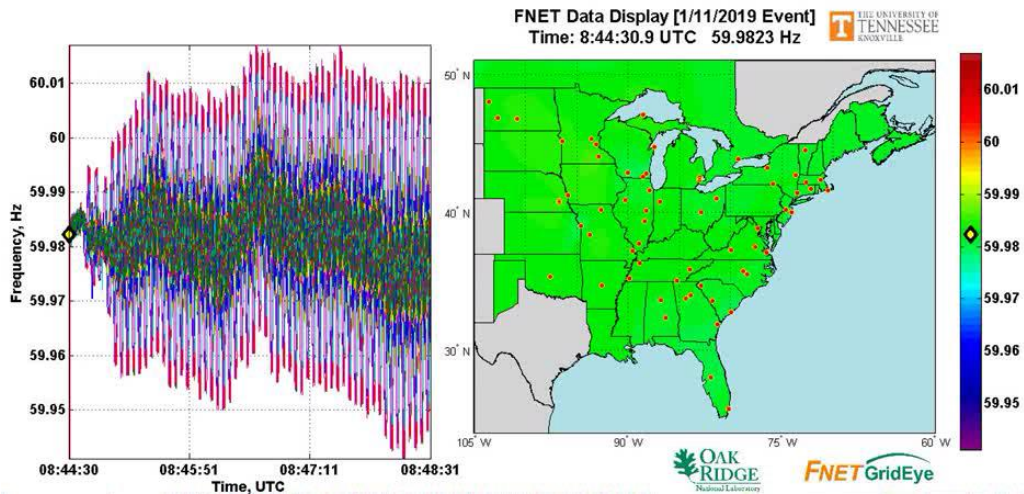 FNET Data Display [1/11/2019 Event]
Time: 8:44:30.9 UTC 59.9823 Hz
T
THE UNIVERSITY OF
TENNESSEE
KNOXVILLE
Frequency, Hz
60.01
60
59.99
59.98
59.97
59.96
59.95
08:44:30
08:45:51
08:47:11
08:48:31
Time, UTC
50° N
40° N
30° N
105° W
90° W
75° W
60° W
60.01
60
59.99
59.98
59.97
59.96
59.95
OAK
RIDGE
National Laboratory
FNET GridEye